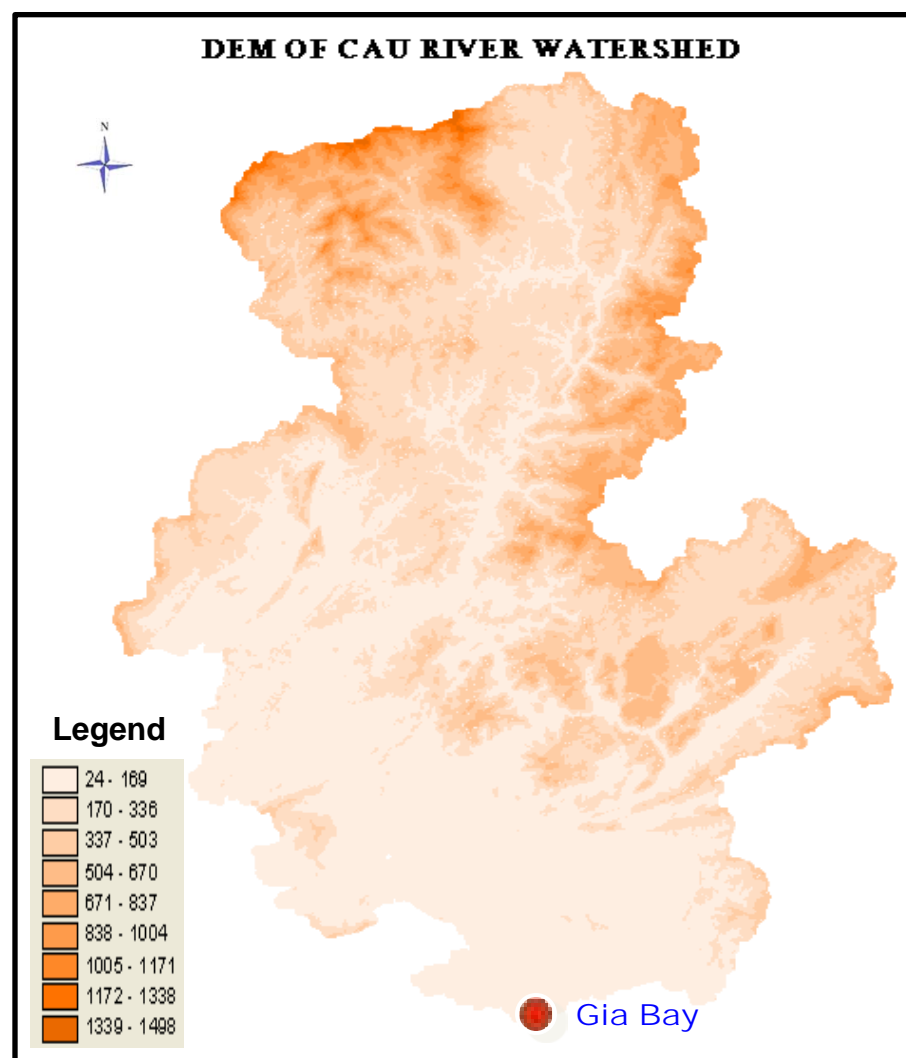 DEM OF CAU RIVER WATERSHED
N
Legend
24 - 169
170 - 336
337 - 503
504 - 670
671 - 837
838 - 1004
1005 - 1171
1172 - 1338
1339 - 1498
Gia Bay